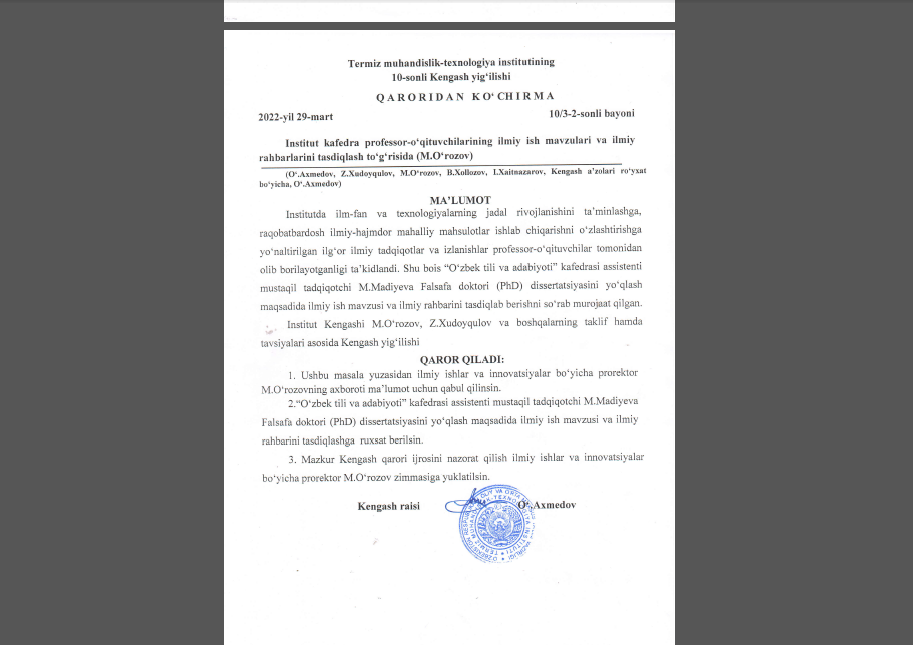 Termiz muhandislik-texnologiya institutining
10-sonli Kengash yig‘ilishi
QARORIDAN KO‘CHIRMA
2022-yil 29-mart
10/3-2-sonli bayoni
Institut kafedra professor-o‘qituvchilarining ilmiy ish mavzulari va ilmiy
rahbarlarini tasdiqlash to‘g‘risida (M.O‘rozov)
(O‘.Axmedov, Z.Xudoyqulov, M.O‘rozov, B.Xollozov, I.Xaitnazarov, Kengash a’zolari ro‘yxat
bo‘yicha, O‘.Axmedov)
MA’LUMOT
Institutda ilm-fan va texnologiyalarning jadal rivojlanishini ta’minlashga,
raqobatbardosh ilmiy-hajmdor mahalliy mahsulotlar ishlab chiqarishni o‘zlashtirishga
yo‘naltirilgan ilg‘or ilmiy tadqiqotlar va izlanishlar professor-o‘qituvchilar tomonidan
olib borilayotganligi ta’kidlandi. Shu bois “O‘zbek tili va adabiyoti” kafedrasi assistenti
mustaqil tadqiqotchi M.Madiyeva Falsafa doktori (PhD) dissertatsiyasini yo‘qlash
maqsadida ilmiy ish mavzusi va ilmiy rahbarini tasdiqlab berishni so‘rab murojaat qilgan.
Institut Kengashi M.O‘rozov, Z.Xudoyqulov va boshqalarning taklif hamda
tavsiyalari asosida Kengash yig‘ilishi
QAROR QILADI:
1. Ushbu masala yuzasidan ilmiy ishlar va innovatsiyalar bo‘yicha prorektor
M.O‘rozovning axboroti ma’lumot uchun qabul qilinsin.
2.“O‘zbek tili va adabiyoti” kafedrasi assistenti mustaqil tadqiqotchi M.Madiyeva
Falsafa doktori (PhD) dissertatsiyasini yo‘qlash maqsadida ilmiy ish mavzusi va ilmiy
rahbarini tasdiqlashga ruxsat berilsin.
3. Mazkur Kengash qarori ijrosini nazorat qilish ilmiy ishlar va innovatsiyalar
bo‘yicha prorektor M.O‘rozov zimmasiga yuklatilsin.
Kengash raisi
O‘.Axmedov